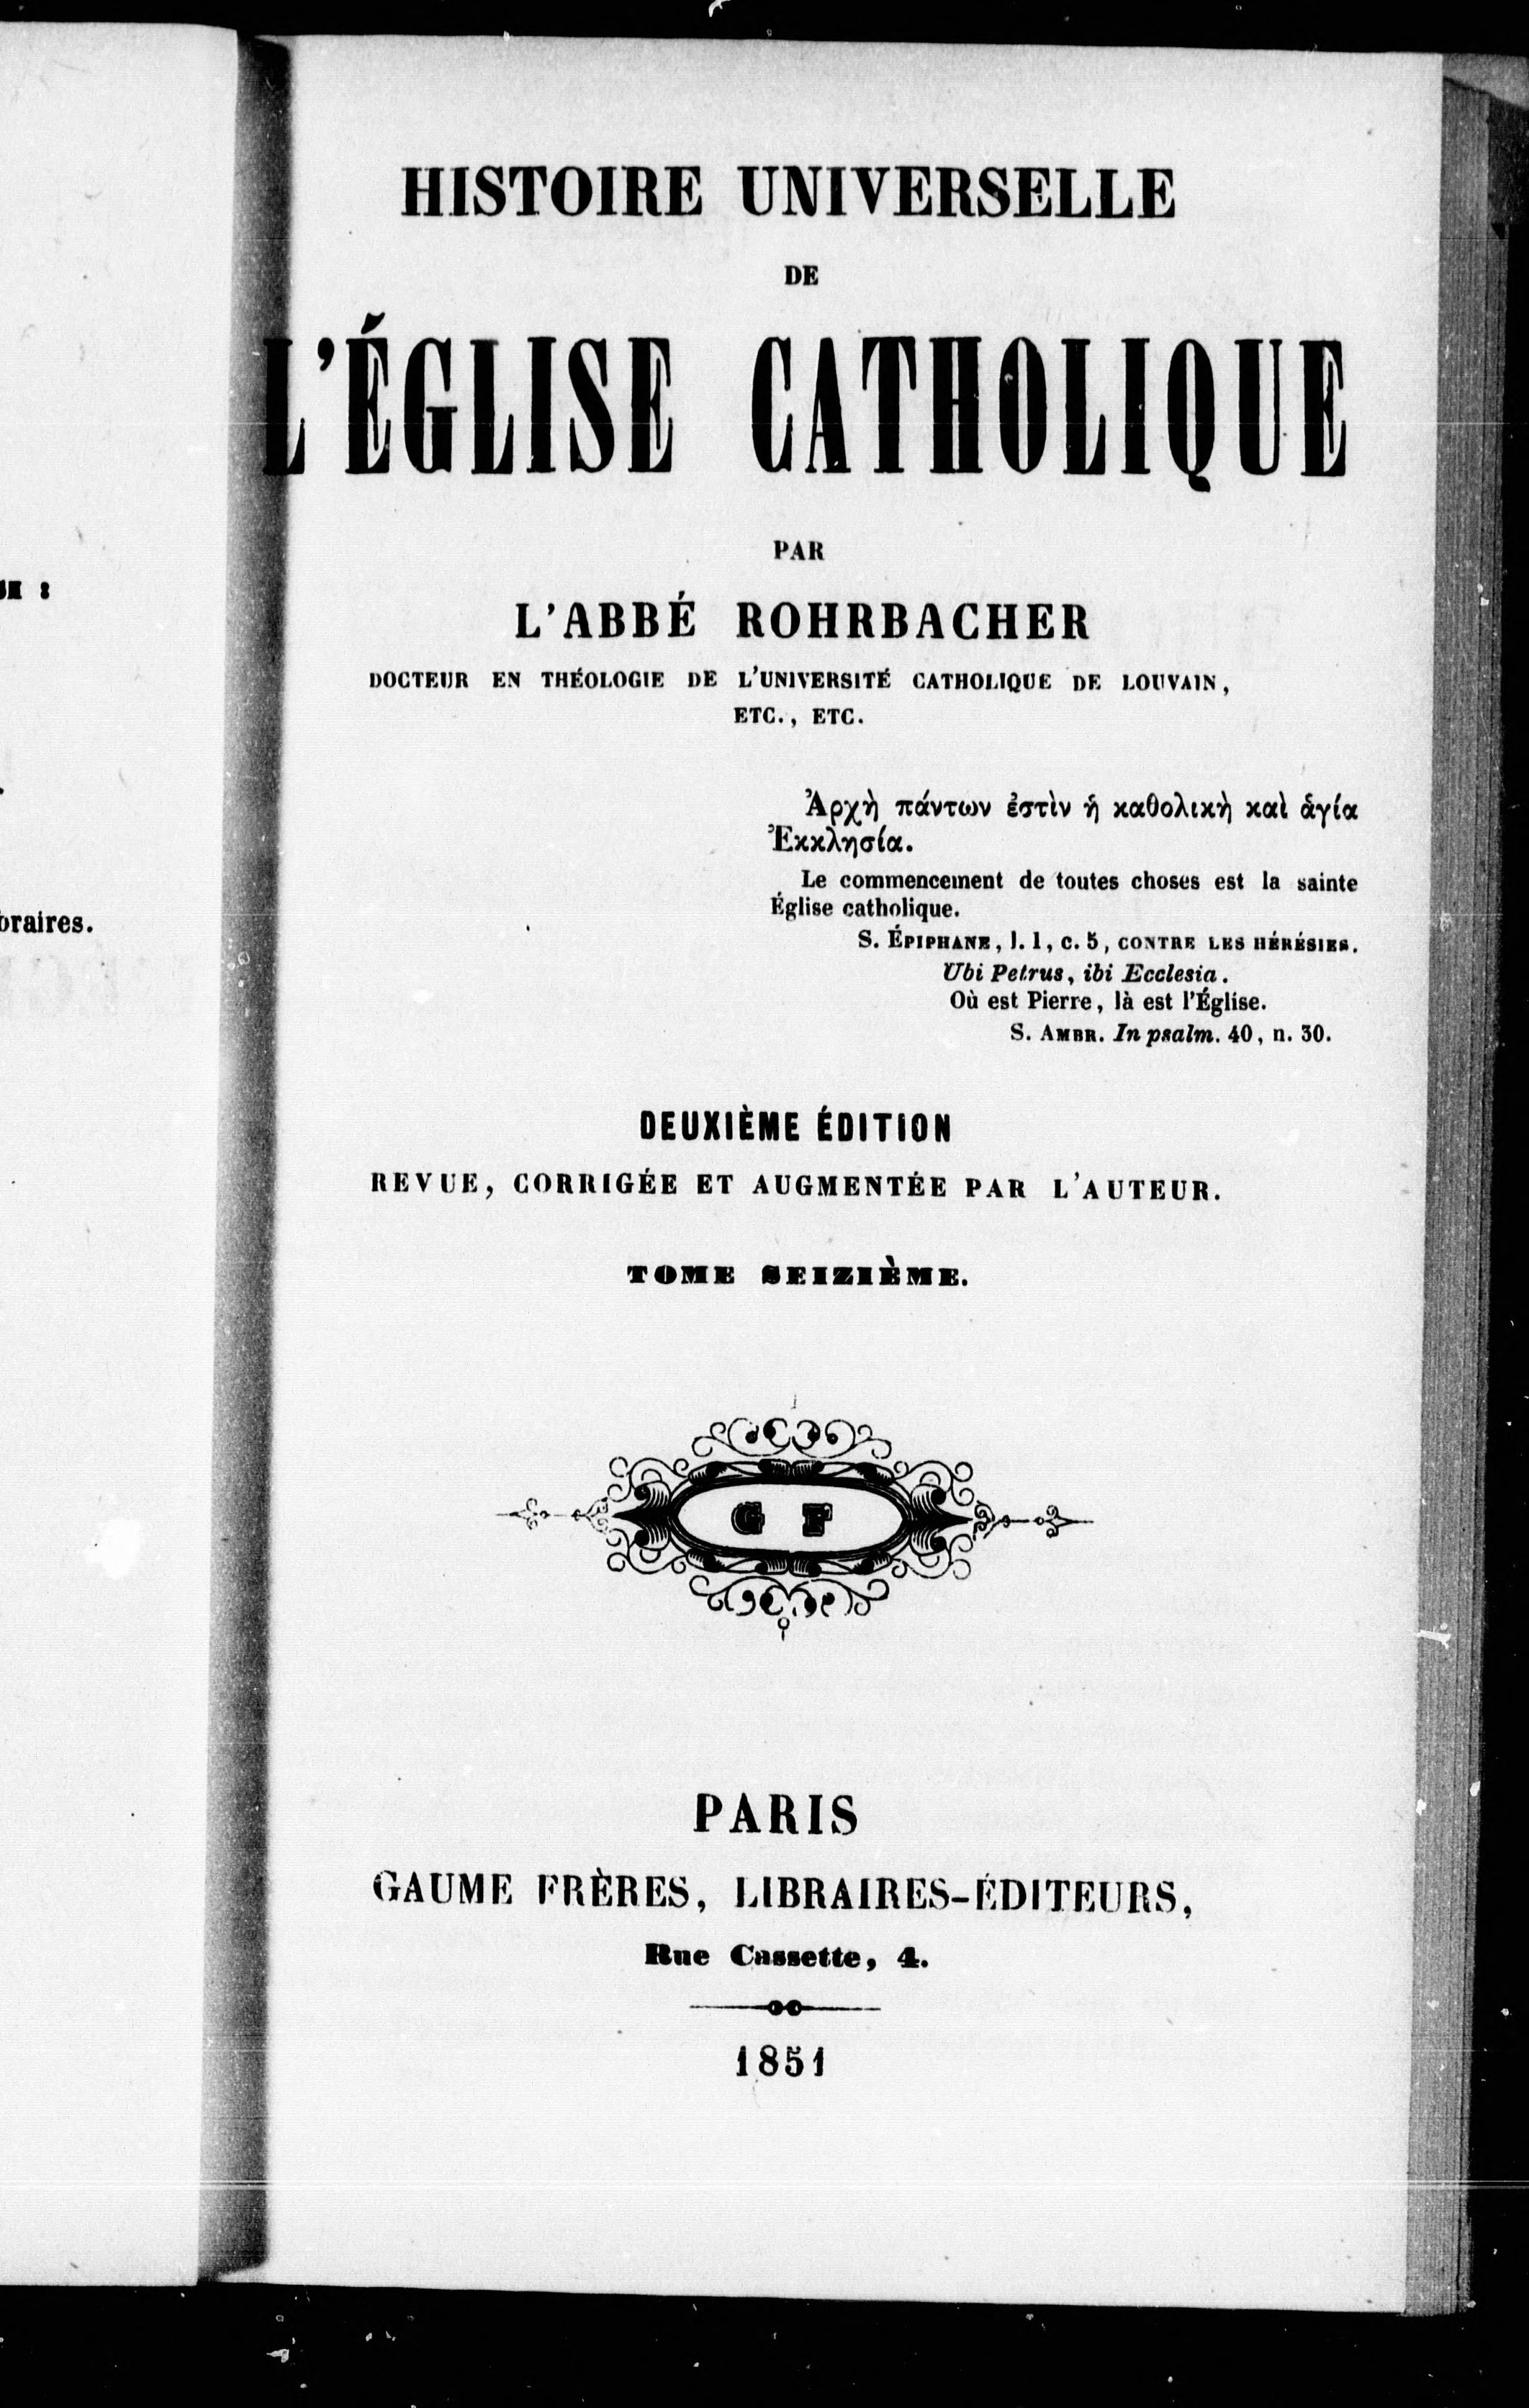 HISTOIRE UNIVERSELLE
DE
L'ÉGLISE CATHOLIQUE
PAR
L'ABBÉ ROHRBACHER
DOCTEUR EN THÉOLOGIE DE L'UNIVERSITÉ CATHOLIQUE DE LOUVAIN,
ETC., ETC.
Ἀρχὴ πάντων ἐστὶν ἡ καθολικὴ καὶ ἁγία
Ἐκκλησία.
Le commencement de toutes choses est la sainte
Église catholique.
S. ÉPIPHANE, l. 1, c. 5, CONTRE LES HÉRÉSIES.
Ubi Petrus, ibi Ecclesia.
Où est Pierre, là est l'Église.
S. AMBR. In psalm. 40, n. 30.
DEUXIÈME ÉDITION
REVUE, CORRIGÉE ET AUGMENTÉE PAR L'AUTEUR.
TOME SEIZIÈME.
G F
PARIS
GAUME FRÈRES, LIBRAIRES-ÉDITEURS,
Rue Cassette, 4.
1851